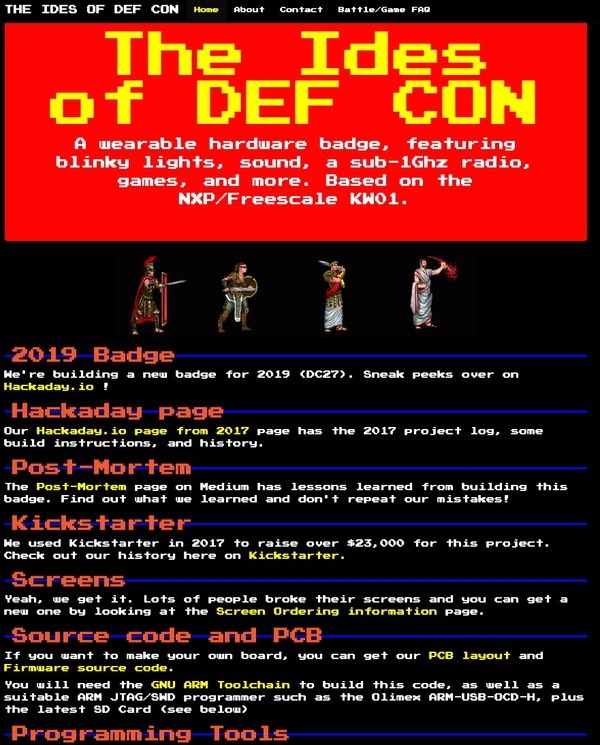 THE IDES OF DEF CON Home About Contact Battle/Game FAQ
The Ides
of DEF CON
A wearable hardware badge, featuring
blinky lights, sound, a sub-1Ghz radio,
games, and more. Based on the
NXP/Freescale KW01.
2019 Badge
We're building a new badge for 2019 (DC27). Sneak peeks over on
Hackaday.io !
Hackaday page
Our Hackaday.io page from 2017 page has the 2017 project log, some
build instructions, and history.
Post-Mortem
The Post-Mortem page on Medium has lessons learned from building this
badge. Find out what we learned and don't repeat our mistakes!
Kickstarter
We used Kickstarter in 2017 to raise over $23,000 for this project.
Check out our history here on Kickstarter.
Screens
Yeah, we get it. Lots of people broke their screens and you can get a
new one by looking at the Screen Ordering information page.
Source code and PCB
If you want to make your own board, you can get our PCB layout and
Firmware source code.
You will need the GNU ARM Toolchain to build this code, as well as a
suitable ARM JTAG/SWD programmer such as the Olimex ARM-USB-OCD-H, plus
the latest SD Card (see below)
Programming Tools